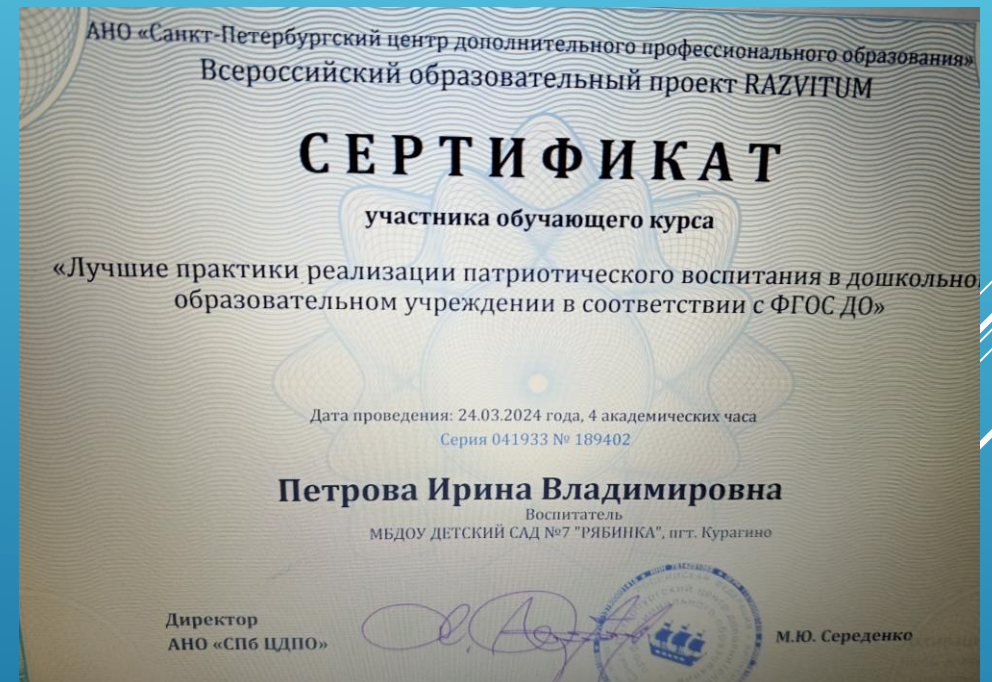 АНО «Санкт-Петербургский центр дополнительного профессионального образования»
Всероссийский образовательный проект RAZVITUM
СЕРТИФИКАТ
участника обучающего курса
«Лучшие практики реализации патриотического воспитания в дошкольно
образовательном учреждении в соответствии с ФГОС ДО»
Дата проведения: 24.03.2024 года, 4 академических часа
Серия 041933 № 189402
Петрова Ирина Владимировна
Воспитатель
МБДОУ ДЕТСКИЙ САД №7 "РЯБИНКА", пгт. Курагино
Директор
АНО «СПб ЦДПО»
М.Ю. Середенко